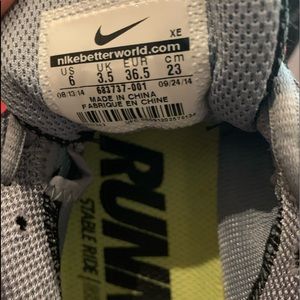 XE
nikebetterworld.com
US UK EUR cm
6 3.5 36.5 23
08/13/14 09/24/14
683737-001
MADE IN CHINA
FABRIQUE EN CHINE
RUN
STABLE RIDE